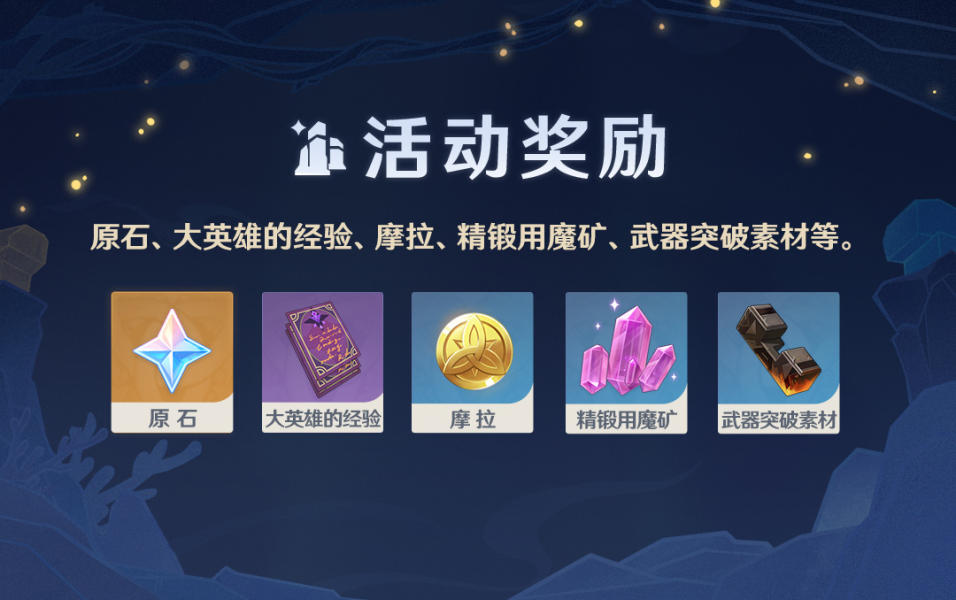 活动奖励
原石、大英雄的经验、摩拉、精锻用魔矿、武器突破素材等。
原石
大英雄的经验
摩拉
精锻用魔矿
武器突破素材